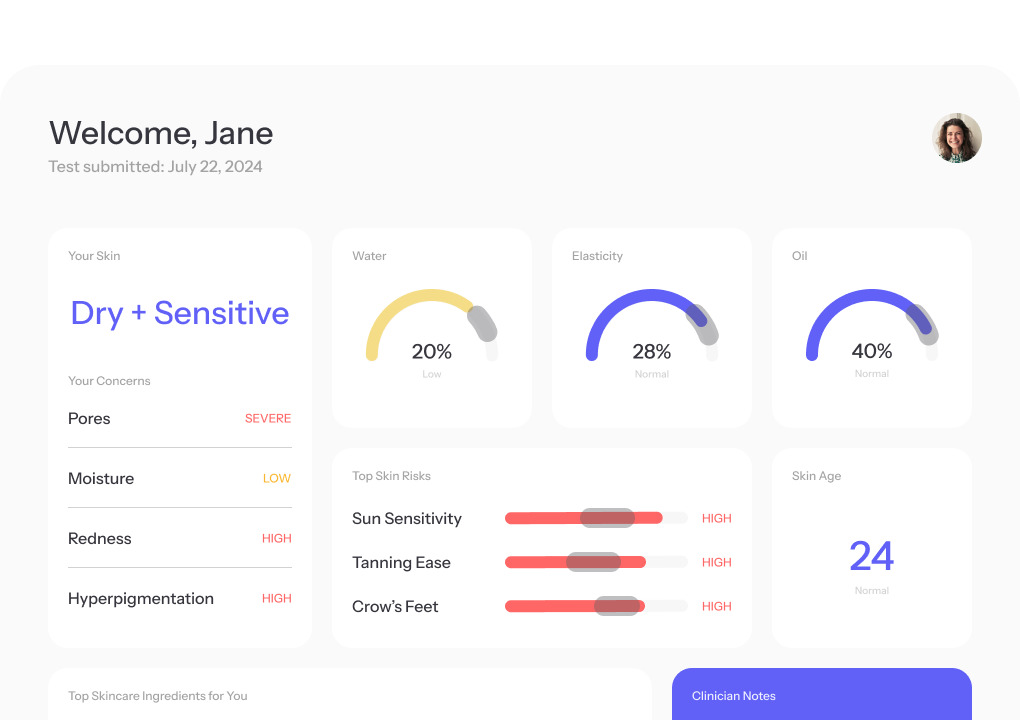 Welcome, Jane
Test submitted: July 22, 2024
Your Skin
Dry + Sensitive
Your Concerns
Pores SEVERE
Moisture LOW
Redness HIGH
Hyperpigmentation HIGH
Water
20%
Low
Elasticity
28%
Normal
Oil
40%
Normal
Top Skin Risks
Sun Sensitivity HIGH
Tanning Ease HIGH
Crow’s Feet HIGH
Skin Age
24
Normal
Top Skincare Ingredients for You
Clinician Notes